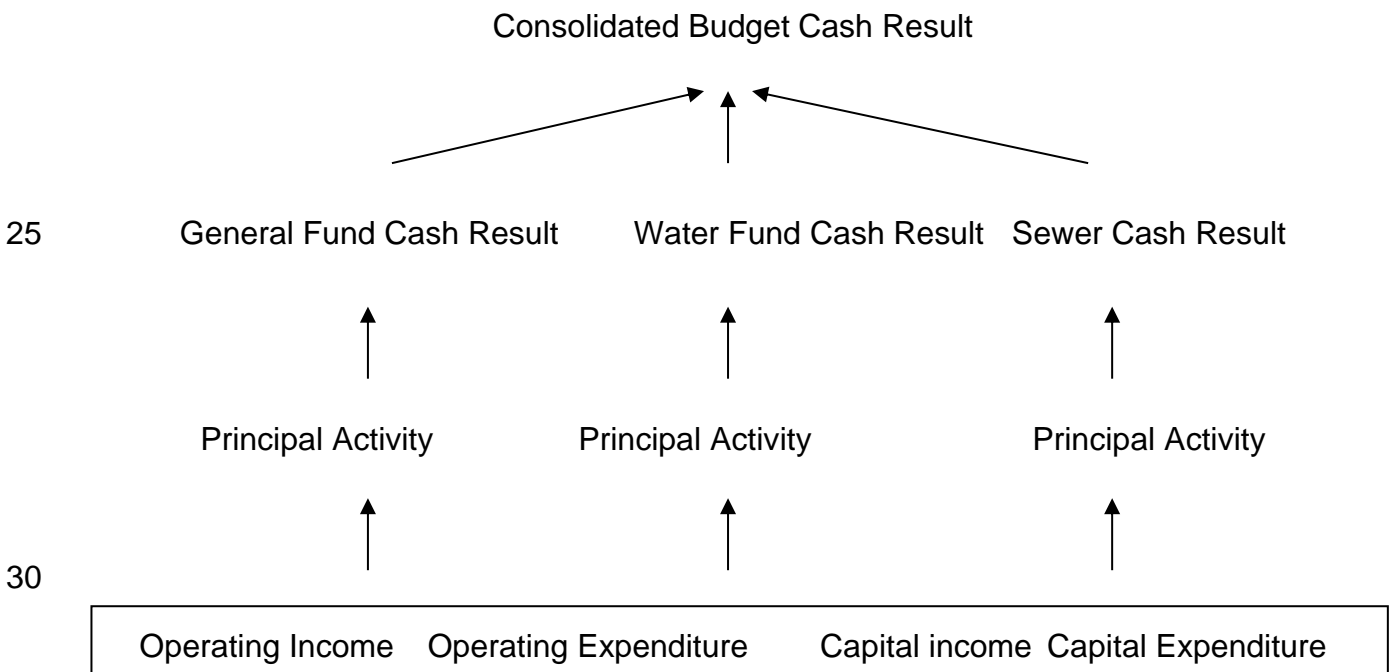 Consolidated Budget Cash Result
25 General Fund Cash Result Water Fund Cash Result Sewer Cash Result
Principal Activity Principal Activity Principal Activity
30
Operating Income Operating Expenditure Capital income Capital Expenditure